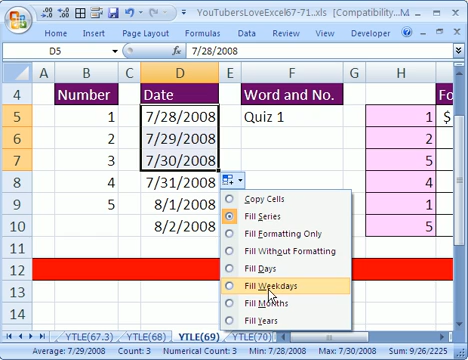 YouTubersLoveExcel67-71.xls [Compatibility...
Home Page Layout Formulas Data Review View Developer
D5 fx 7/28/2008
A B C D E F G H
4 Number Date Word and No. Fo
5 1 7/28/2008 Quiz 1 1 $
6 2 7/29/2008 2
7 3 7/30/2008 5
8 4 7/31/2008 4
9 5 8/1/2008 1
10 8/2/2008 5
11
12
13
14
Copy Cells
Fill Series
Fill Formatting Only
Fill Without Formatting
Fill Days
Fill Weekdays
Fill Months
Fill Years
YTLE(67.3) YTLE(68) YTLE(69) YTLE(70)
Average: 7/29/2008 Count: 3 Numerical Count: 3 Min: 7/28/2008 Max: 7/30/2008 Sum: 9/26/2225